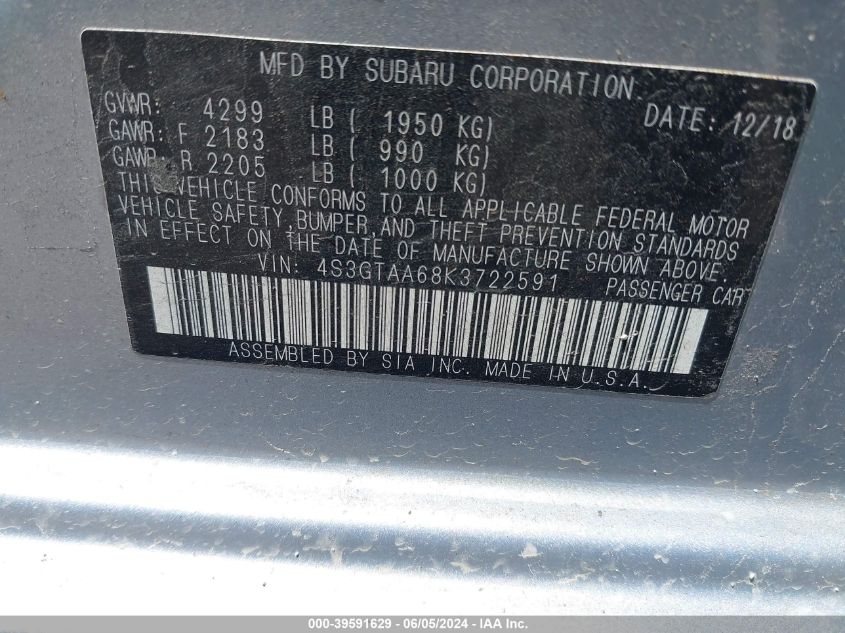 MFD BY SUBARU CORPORATION
DATE: 12/18
GVWR: 4299 LB ( 1950 KG)
GAWR: F 2183 LB ( 990 KG)
GAWR: R 2205 LB ( 1000 KG)
THIS VEHICLE CONFORMS TO ALL APPLICABLE FEDERAL MOTOR
VEHICLE SAFETY, BUMPER, AND THEFT PREVENTION STANDARDS
IN EFFECT ON THE DATE OF MANUFACTURE SHOWN ABOVE.
VIN: 4S3GTAA68K3722591 PASSENGER CAR
ASSEMBLED BY SIA INC. MADE IN U.S.A.
000-39591629 - 06/05/2024 - IAA Inc.